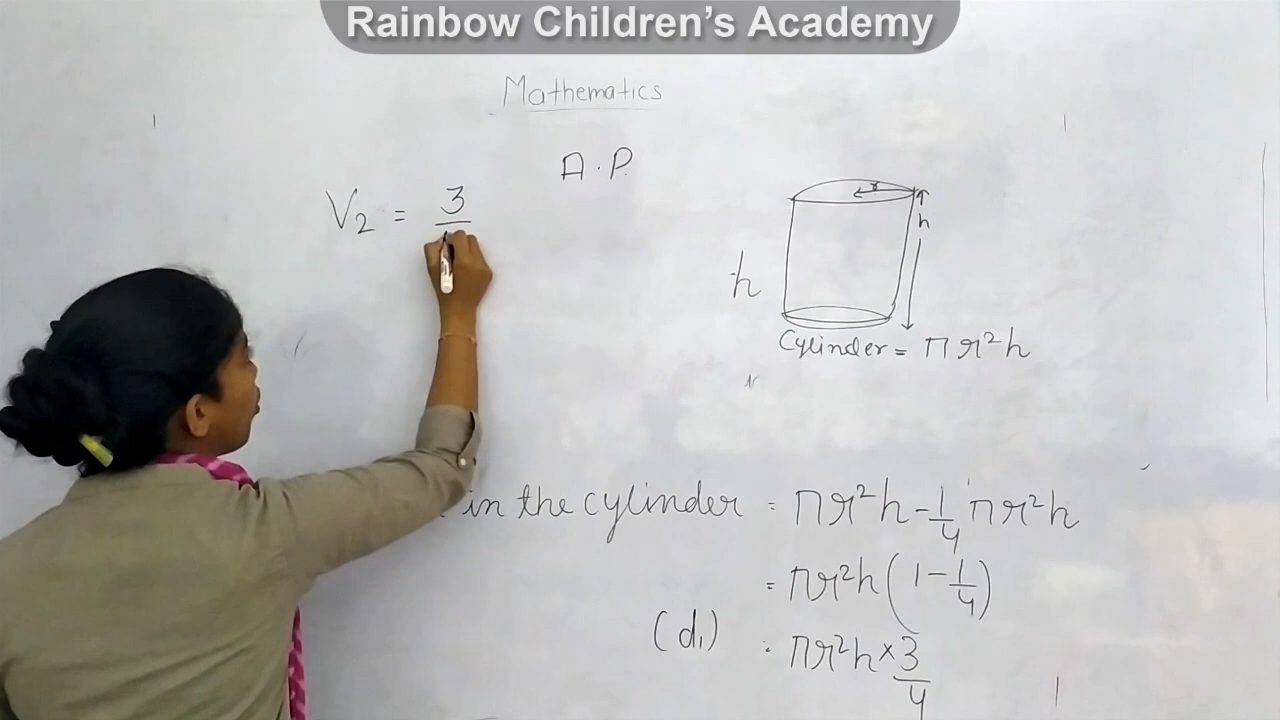 Rainbow Children's Academy
Mathematics
A.P.
V₂ = 3
r
h
h
Cylinder = πr²h
in the cylinder = πr²h - 1/4 πr²h
= πr²h (1 - 1/4)
(d₁)
= πr²h × 3/4